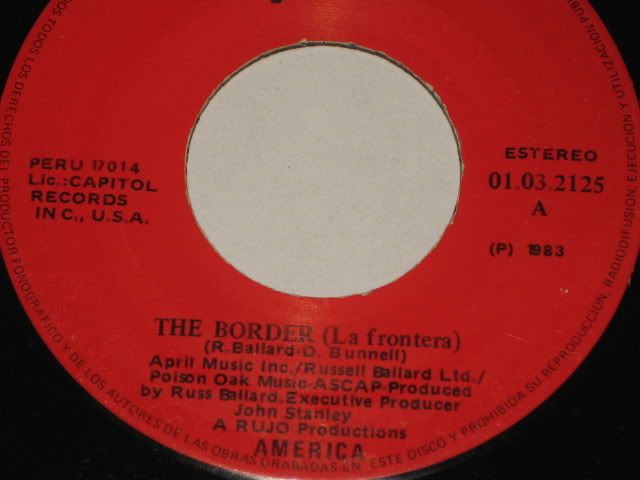 PERU 17014
Lic.:CAPITOL
RECORDS
INC., U.S.A.
ESTEREO
01.03.2125
A
(P) 1983
THE BORDER (La frontera)
(R. Ballard-D. Bunnell)
April Music Inc./Russell Ballard Ltd./
Poison Oak Music-ASCAP-Produced
by Russ Ballard.Executive Producer
John Stanley
A RUJO Productions
AMERICA
TODOS LOS DERECHOS DEL PRODUCTOR FONOGRAFICO Y DE LOS AUTORES DE LAS OBRAS GRABADAS EN ESTE DISCO Y PROHIBIDA SU REPRODUCCION, RADIODIFUSION, EJECUCION Y UTILIZACION